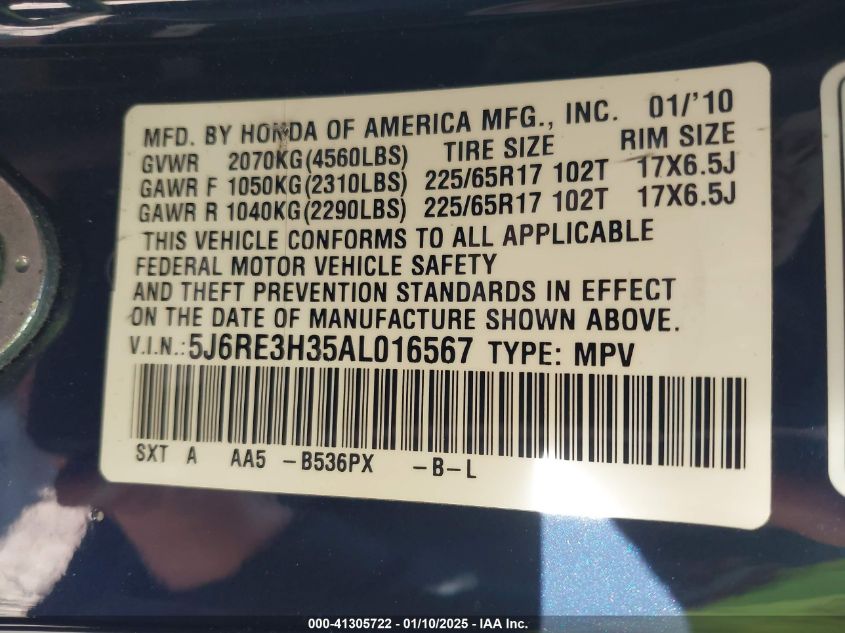 MFD. BY HONDA OF AMERICA MFG., INC. 01/'10
GVWR 2070KG(4560LBS) TIRE SIZE RIM SIZE
GAWR F 1050KG(2310LBS) 225/65R17 102T 17X6.5J
GAWR R 1040KG(2290LBS) 225/65R17 102T 17X6.5J
THIS VEHICLE CONFORMS TO ALL APPLICABLE
FEDERAL MOTOR VEHICLE SAFETY
AND THEFT PREVENTION STANDARDS IN EFFECT
ON THE DATE OF MANUFACTURE SHOWN ABOVE.
V.I.N.:5J6RE3H35AL016567 TYPE: MPV
SXT A AA5 -B536PX -B-L
000-41305722 - 01/10/2025 - IAA Inc.